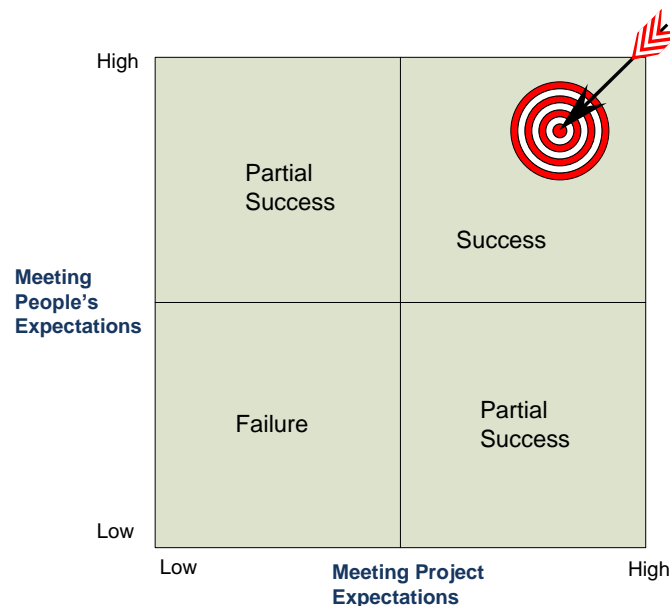 High
Partial
Success
Success
Meeting
People’s
Expectations
Failure
Partial
Success
Low
Low
Meeting Project
Expectations
High